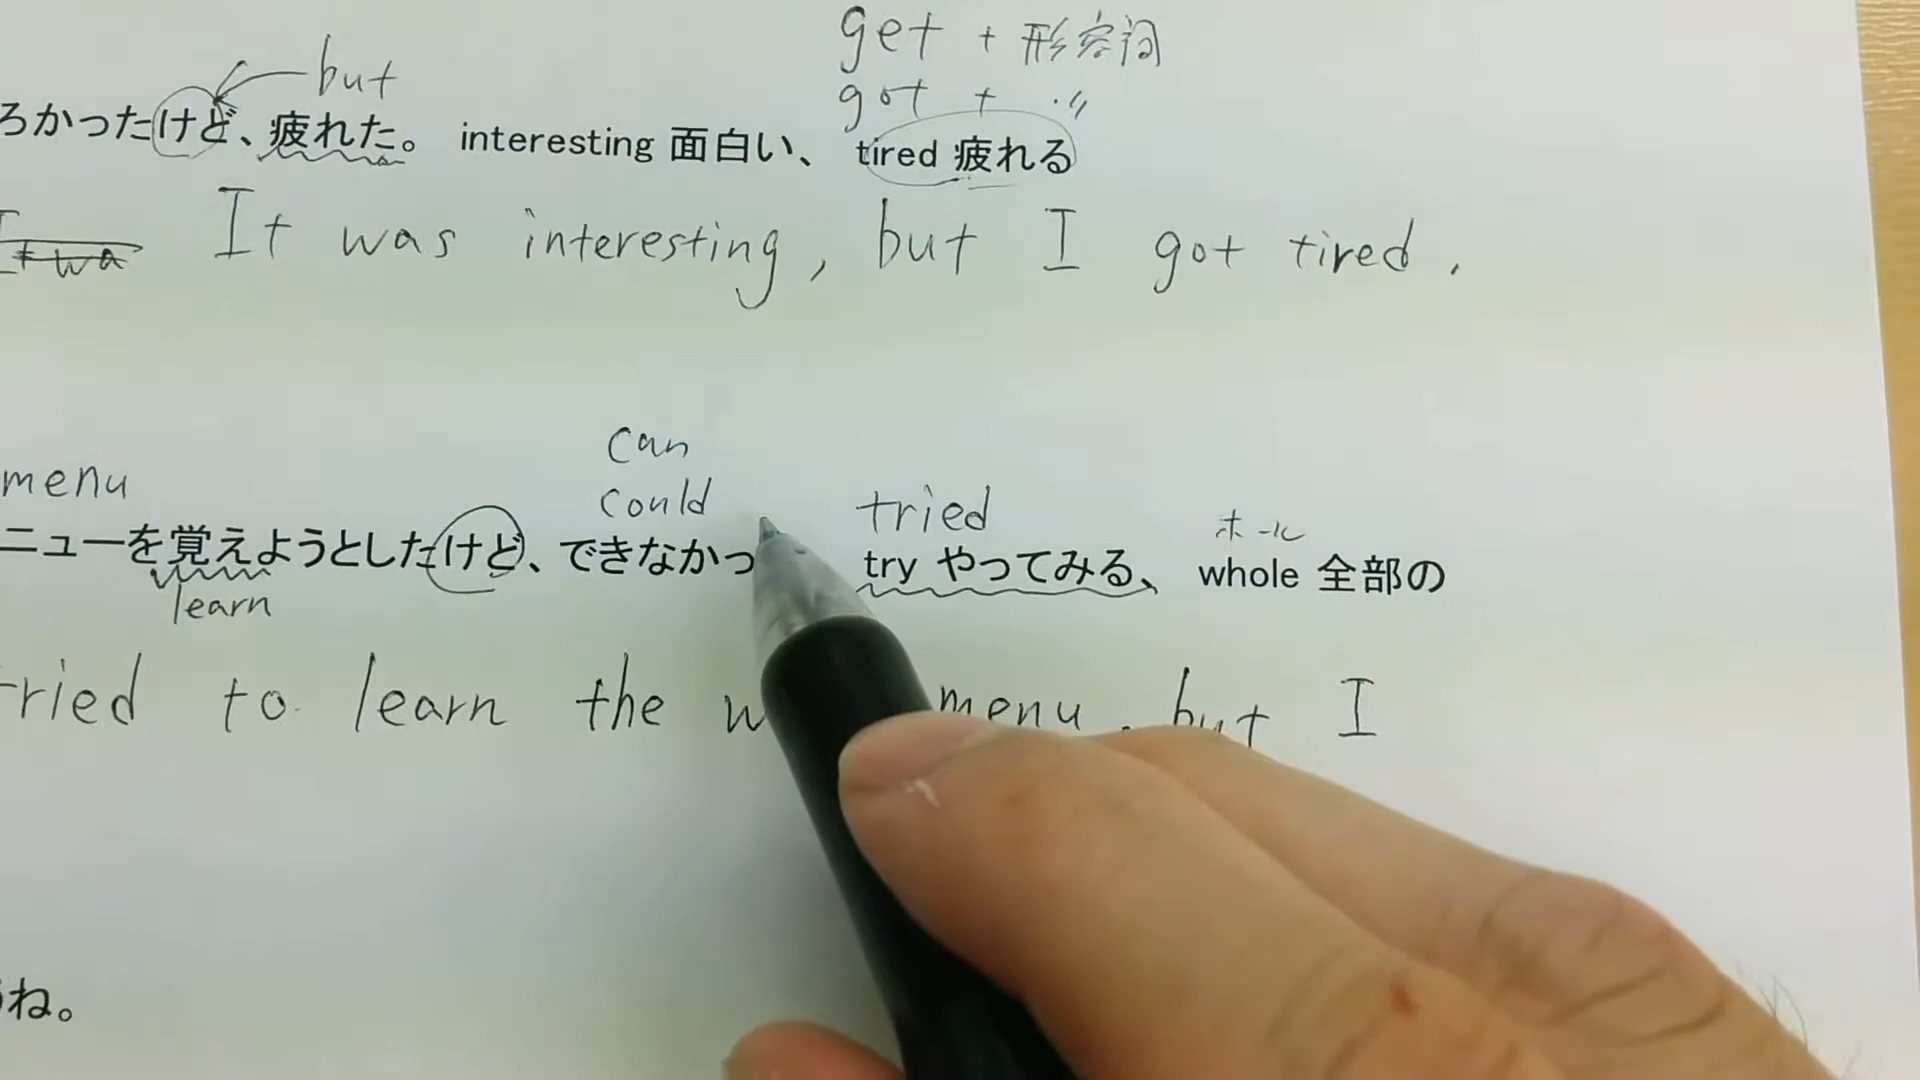 get + 形容詞
but
got + 〃
ろかったけど、疲れた。 interesting 面白い、 tired 疲れる
It was interesting, but I got tired.
can
menu could tried ホール
ニューを覚えようとしたけど、できなかっ try やってみる、 whole 全部の
learn
tried to learn the w menu, but I
ね。